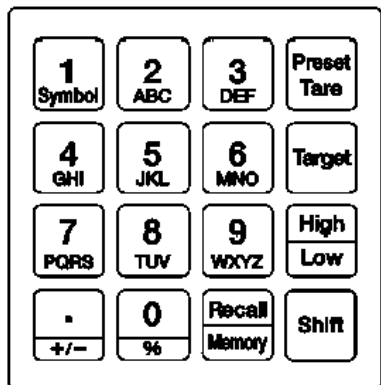 1
Symbol
2
ABC
3
DEF
Preset
Tare
4
GHI
5
JKL
6
MNO
Target
7
PQRS
8
TUV
9
WXYZ
High
Low
.
+/−
0
%
Recall
Memory
Shift